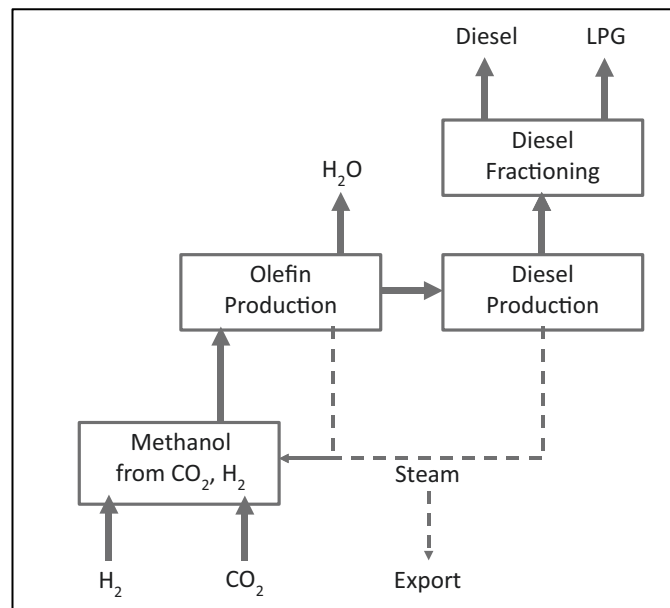 Diesel LPG
Diesel
Fractioning
H₂O
Olefin
Production
Diesel
Production
Methanol
from CO₂, H₂
Steam
H₂ CO₂ Export